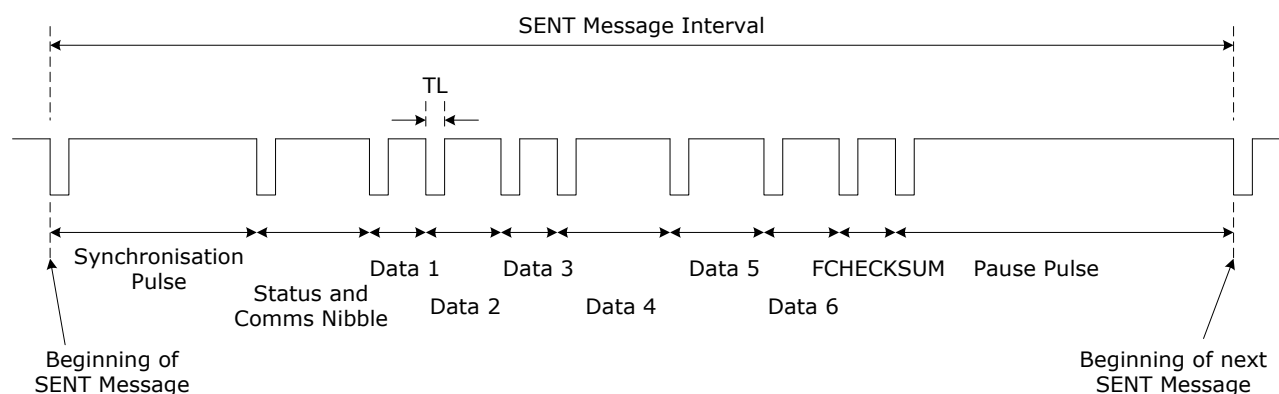 SENT Message Interval
TL
Synchronisation
Pulse
Status and
Comms Nibble
Data 1
Data 2
Data 3
Data 4
Data 5
Data 6
FCHECKSUM
Pause Pulse
Beginning of
SENT Message
Beginning of next
SENT Message